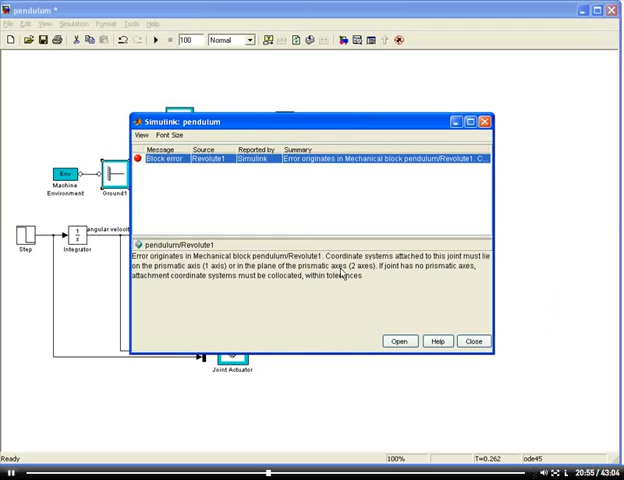 pendulum *
File Edit View Simulation Format Tools Help
100
Normal
Simulink: pendulum
View Font Size
Message Source Reported by Summary
Block error Revolute1 Simulink Error originates in Mechanical block pendulum/Revolute1. C...
Env
Machine
Environment
Ground1
Step
1
s
Integrator
angular velocity
pendulum/Revolute1
Error originates in Mechanical block pendulum/Revolute1. Coordinate systems attached to this joint must lie
on the prismatic axis (1 axis) or in the plane of the prismatic axes (2 axes). If joint has no prismatic axes,
attachment coordinate systems must be collocated, within tolerances
Open Help Close
Joint Actuator
Ready 100% T=0.262 ode45
20:55 / 43:04